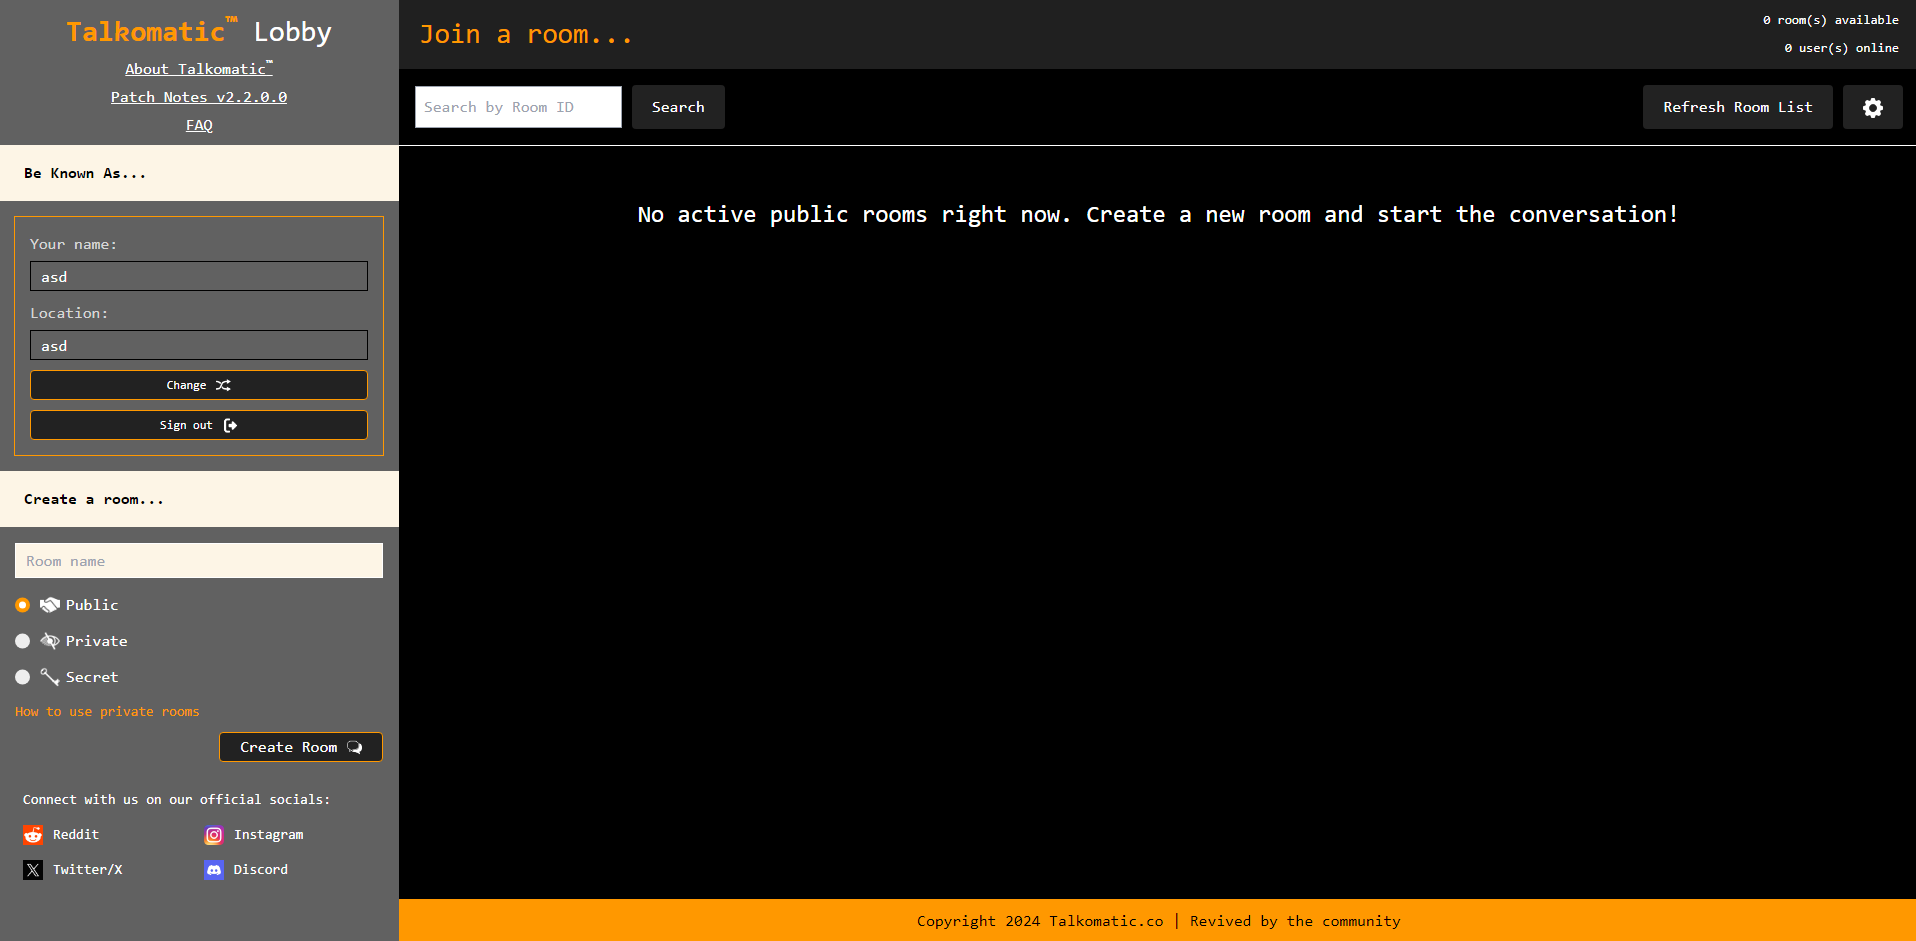 Talkomatic™ Lobby
About Talkomatic™
Patch Notes v2.2.0.0
FAQ
Be Known As...
Your name:
asd
Location:
asd
Change
Sign out
Create a room...
Room name
Public
Private
Secret
How to use private rooms
Create Room
Connect with us on our official socials:
Reddit
Instagram
Twitter/X
Discord
Join a room...
0 room(s) available
0 user(s) online
Search by Room ID
Search
Refresh Room List
No active public rooms right now. Create a new room and start the conversation!
Copyright 2024 Talkomatic.co | Revived by the community